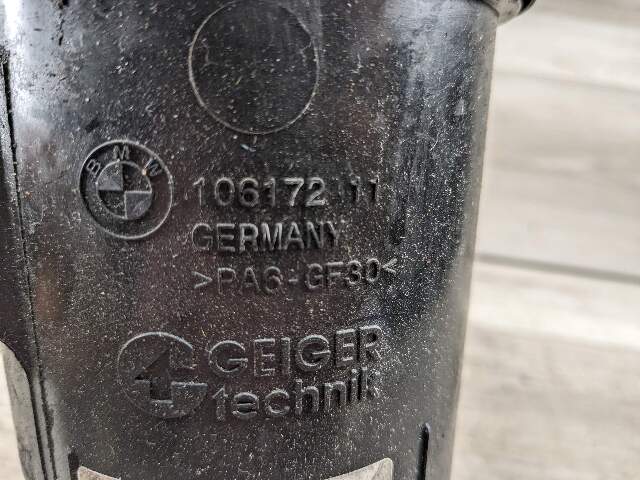 BMW
106172 11
GERMANY
>PA6-GF30<
GEIGER
technik